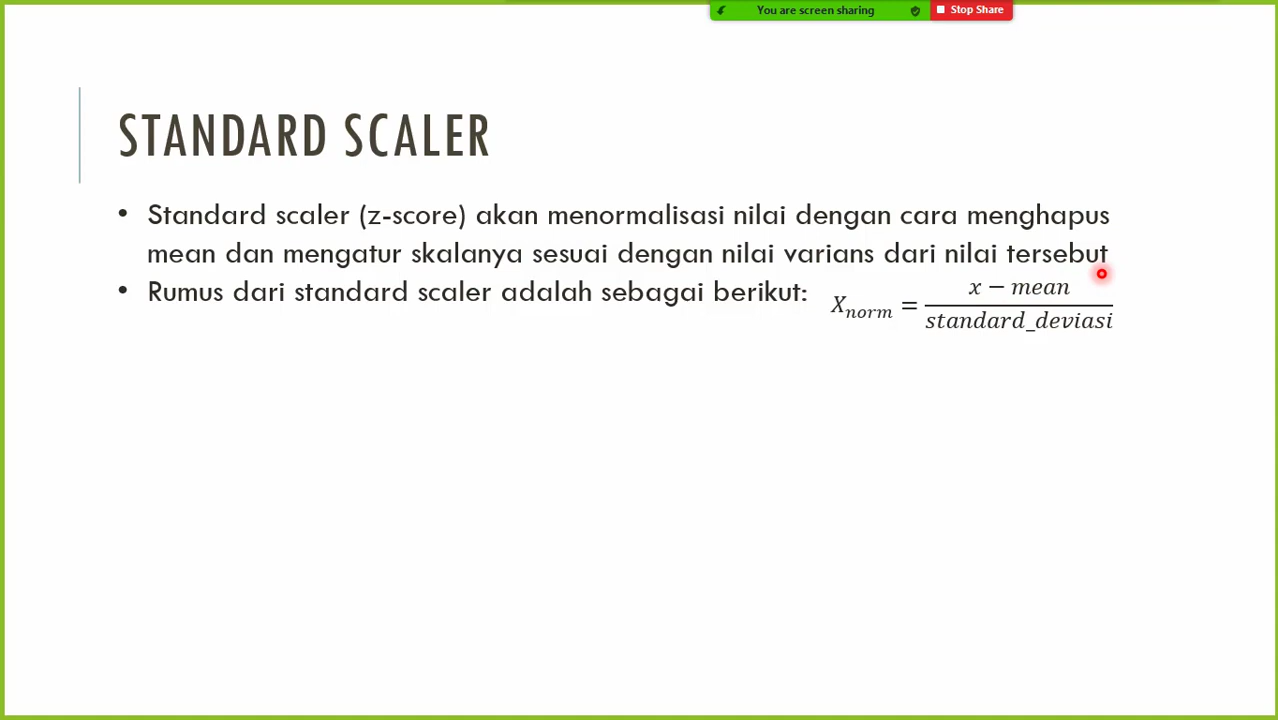 You are screen sharing
Stop Share
STANDARD SCALER
• Standard scaler (z-score) akan menormalisasi nilai dengan cara menghapus
mean dan mengatur skalanya sesuai dengan nilai varians dari nilai tersebut
• Rumus dari standard scaler adalah sebagai berikut: X_norm = (x − mean) / standard_deviasi